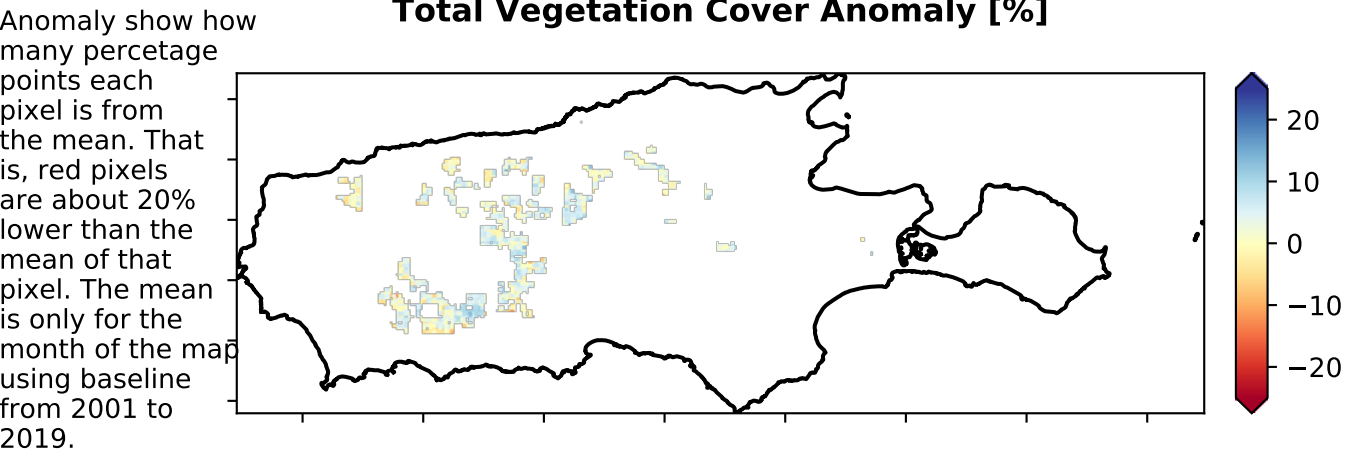 Total Vegetation Cover Anomaly [%]
Anomaly show how
many percetage
points each
pixel is from
the mean. That
is, red pixels
are about 20%
lower than the
mean of that
pixel. The mean
is only for the
month of the map
using baseline
from 2001 to
2019.
20
10
0
−10
−20